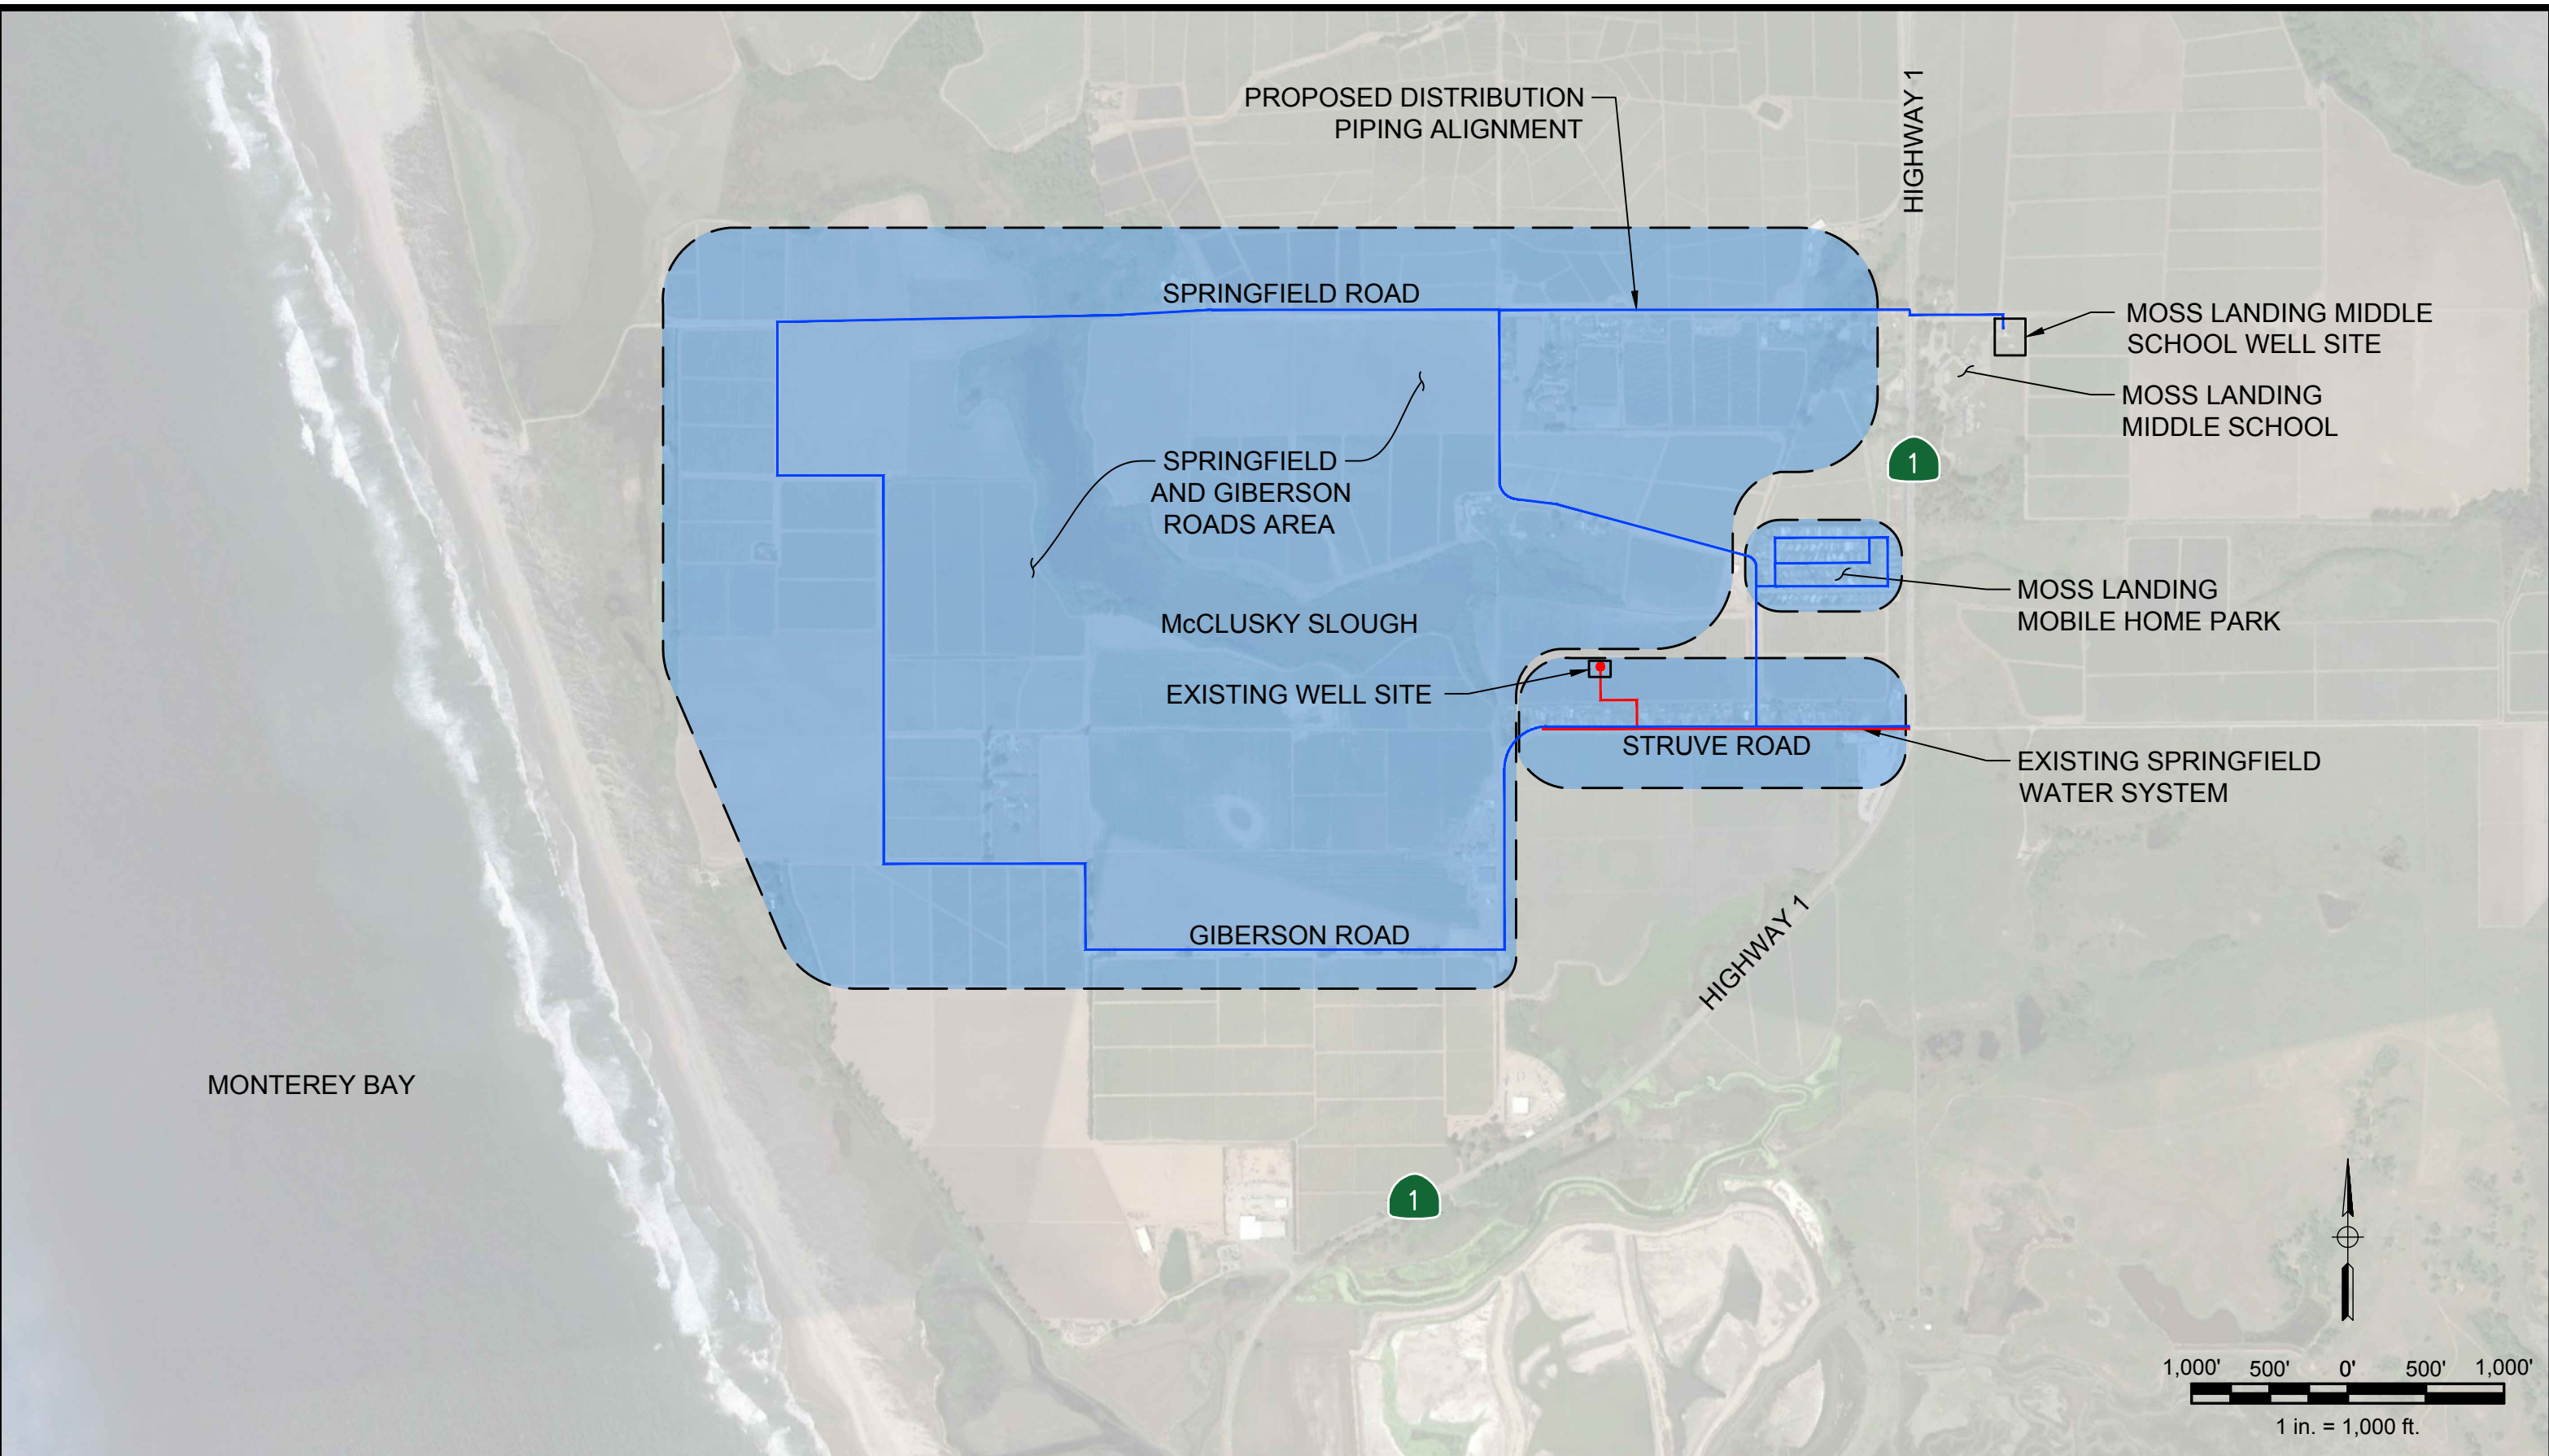 PROPOSED DISTRIBUTION
PIPING ALIGNMENT
HIGHWAY 1
SPRINGFIELD ROAD
MOSS LANDING MIDDLE
SCHOOL WELL SITE
MOSS LANDING
MIDDLE SCHOOL
1
SPRINGFIELD
AND GIBERSON
ROADS AREA
MOSS LANDING
MOBILE HOME PARK
McCLUSKY SLOUGH
EXISTING WELL SITE
STRUVE ROAD
EXISTING SPRINGFIELD
WATER SYSTEM
GIBERSON ROAD
HIGHWAY 1
MONTEREY BAY
1
1,000' 500' 0' 500' 1,000'
1 in. = 1,000 ft.